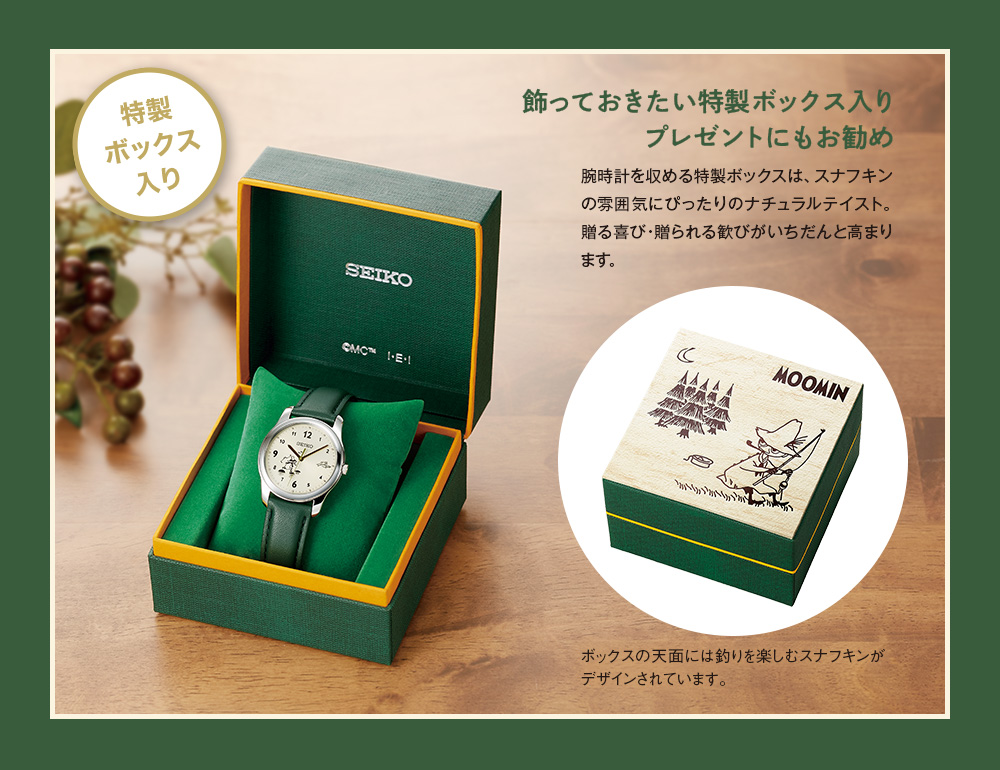 特製
ボックス
入り
飾っておきたい特製ボックス入り
プレゼントにもお勧め
腕時計を収める特製ボックスは、スナフキン
の雰囲気にぴったりのナチュラルテイスト。
贈る喜び・贈られる歓びがいちだんと高まり
ます。
SEIKO
©MC™ I・E・I
12
SEIKO
MOOMIN
ボックスの天面には釣りを楽しむスナフキンが
デザインされています。